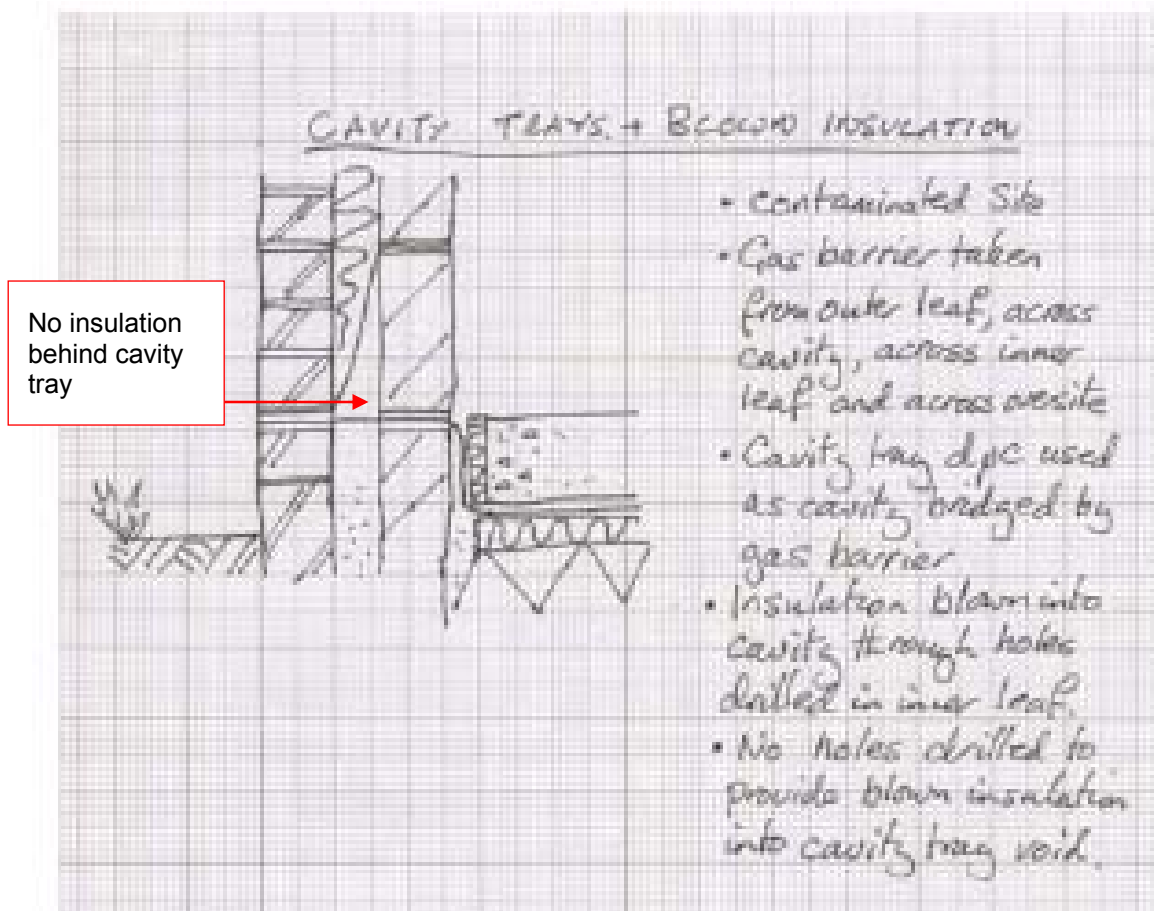 CAVITY TRAYS + BLOWN INSULATION
No insulation
behind cavity
tray
• contaminated Site
• Gas barrier taken
from outer leaf, across
cavity, across inner
leaf and across oversite
• Cavity tray dpc used
as cavity bridged by
gas barrier
• Insulation blown into
cavity through holes
drilled in inner leaf.
• No holes drilled to
provide blown insulation
into cavity tray void.